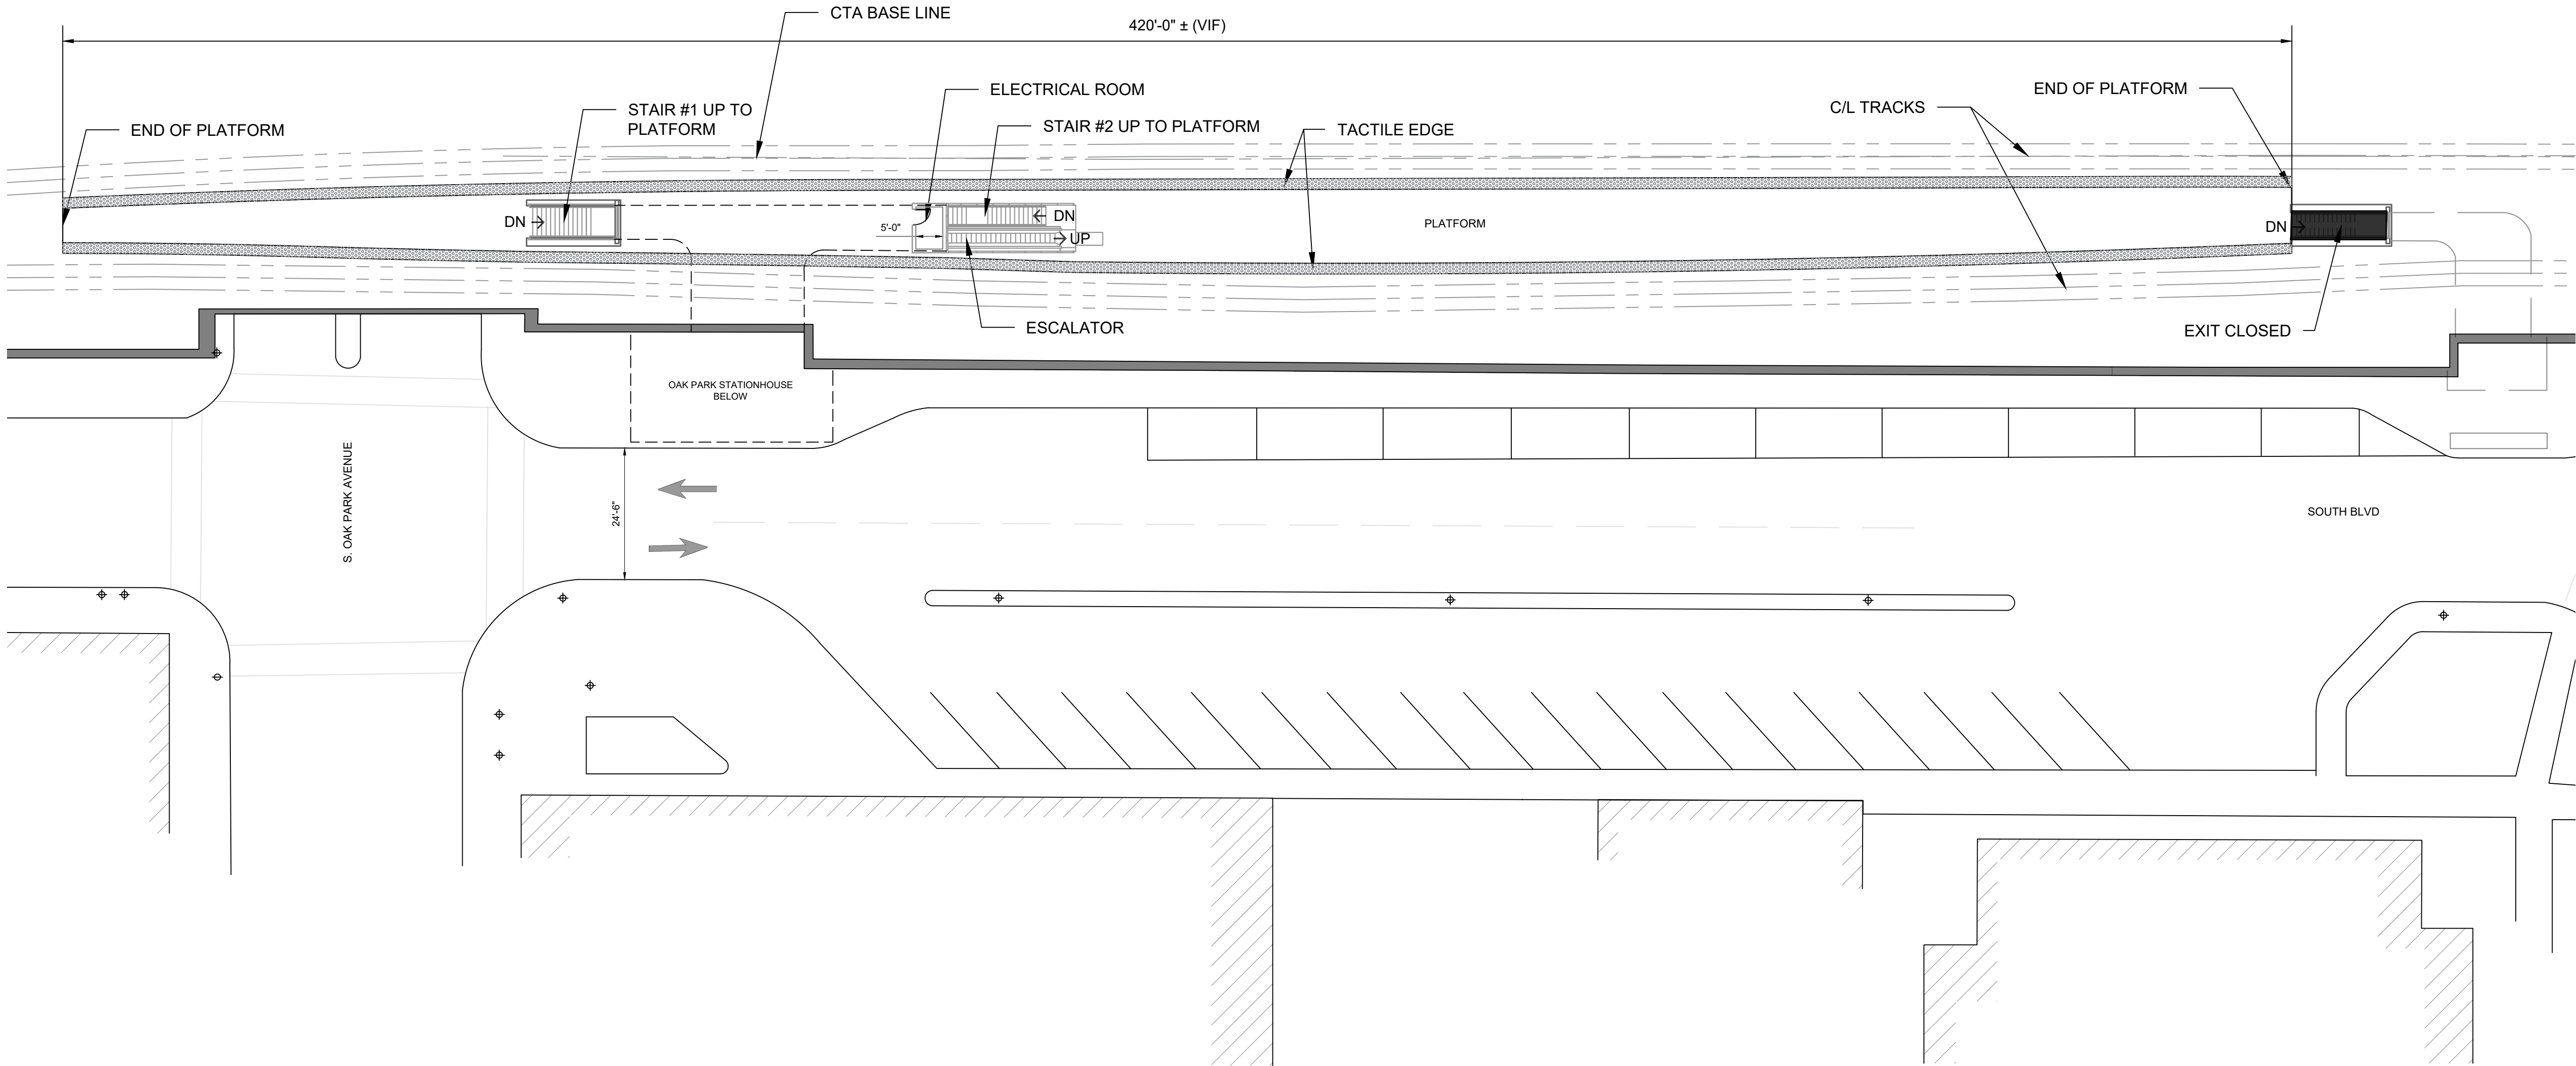 CTA BASE LINE
420'-0" ± (VIF)
END OF PLATFORM
STAIR #1 UP TO
PLATFORM
ELECTRICAL ROOM
STAIR #2 UP TO PLATFORM
TACTILE EDGE
C/L TRACKS
END OF PLATFORM
DN
5'-0"
DN
UP
PLATFORM
DN
ESCALATOR
EXIT CLOSED
OAK PARK STATIONHOUSE
BELOW
S. OAK PARK AVENUE
24'-6"
SOUTH BLVD